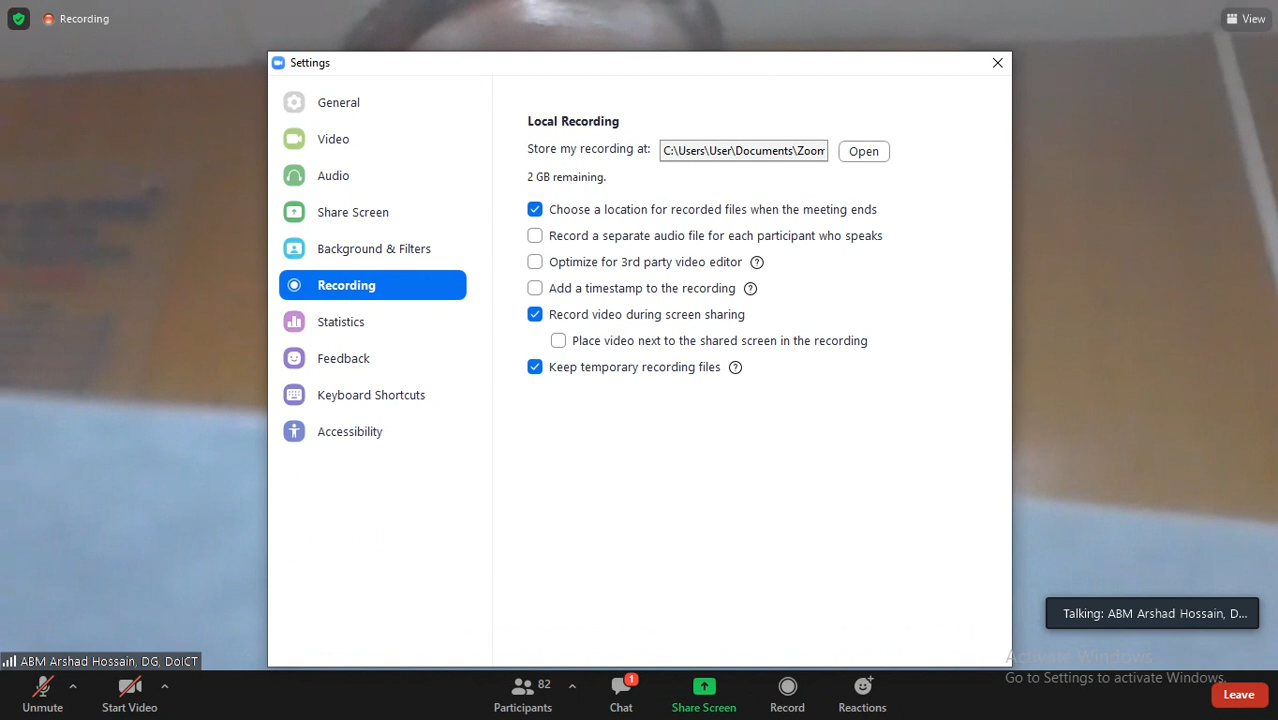 Recording
View
Settings
General
Video
Audio
Share Screen
Background & Filters
Recording
Statistics
Feedback
Keyboard Shortcuts
Accessibility
Local Recording
Store my recording at: C:\Users\User\Documents\Zoom Open
2 GB remaining.
Choose a location for recorded files when the meeting ends
Record a separate audio file for each participant who speaks
Optimize for 3rd party video editor ?
Add a timestamp to the recording ?
Record video during screen sharing
Place video next to the shared screen in the recording
Keep temporary recording files ?
Talking: ABM Arshad Hossain, D...
ABM Arshad Hossain, DG, DoICT
Activate Windows
Go to Settings to activate Windows.
82
1
Unmute Start Video Participants Chat Share Screen Record Reactions Leave